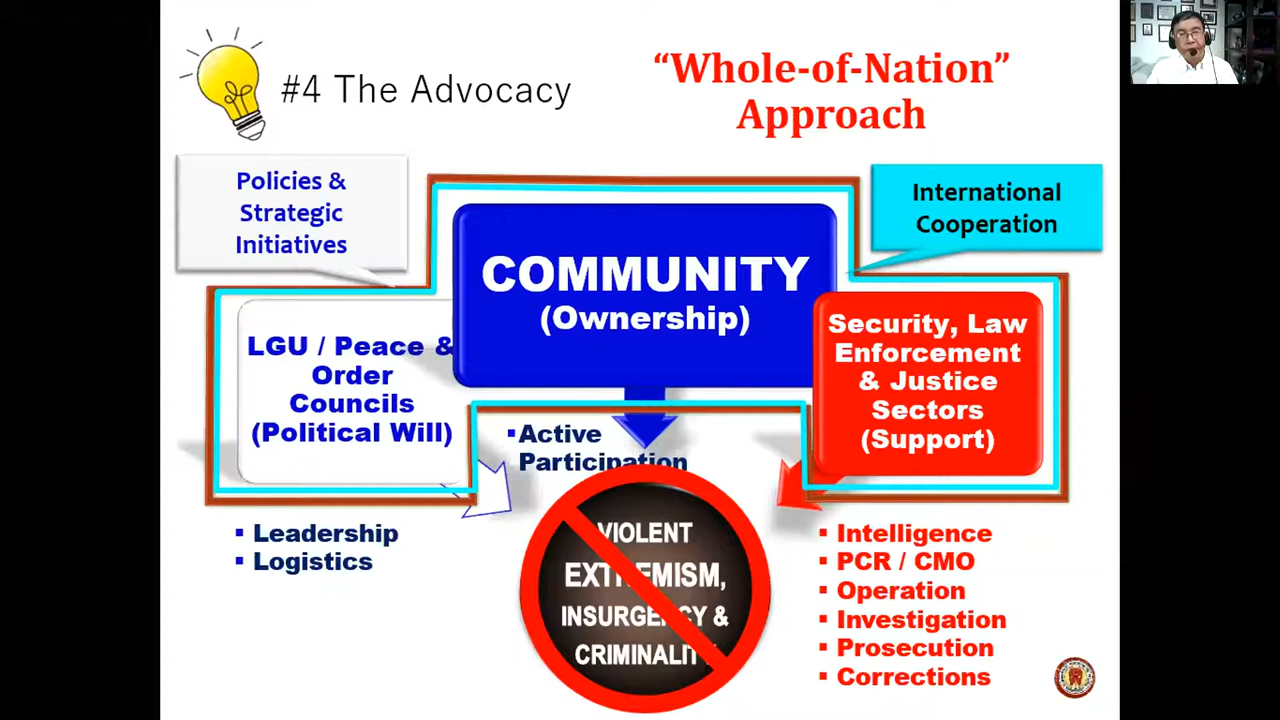 #4 The Advocacy
“Whole-of-Nation”
Approach
Policies &
Strategic
Initiatives
International
Cooperation
COMMUNITY
(Ownership)
LGU / Peace &
Order
Councils
(Political Will)
Security, Law
Enforcement
& Justice
Sectors
(Support)
▪Active
Participation
▪ Leadership
▪ Logistics
VIOLENT
EXTREMISM,
INSURGENCY &
CRIMINALITY
▪ Intelligence
▪ PCR / CMO
▪ Operation
▪ Investigation
▪ Prosecution
▪ Corrections